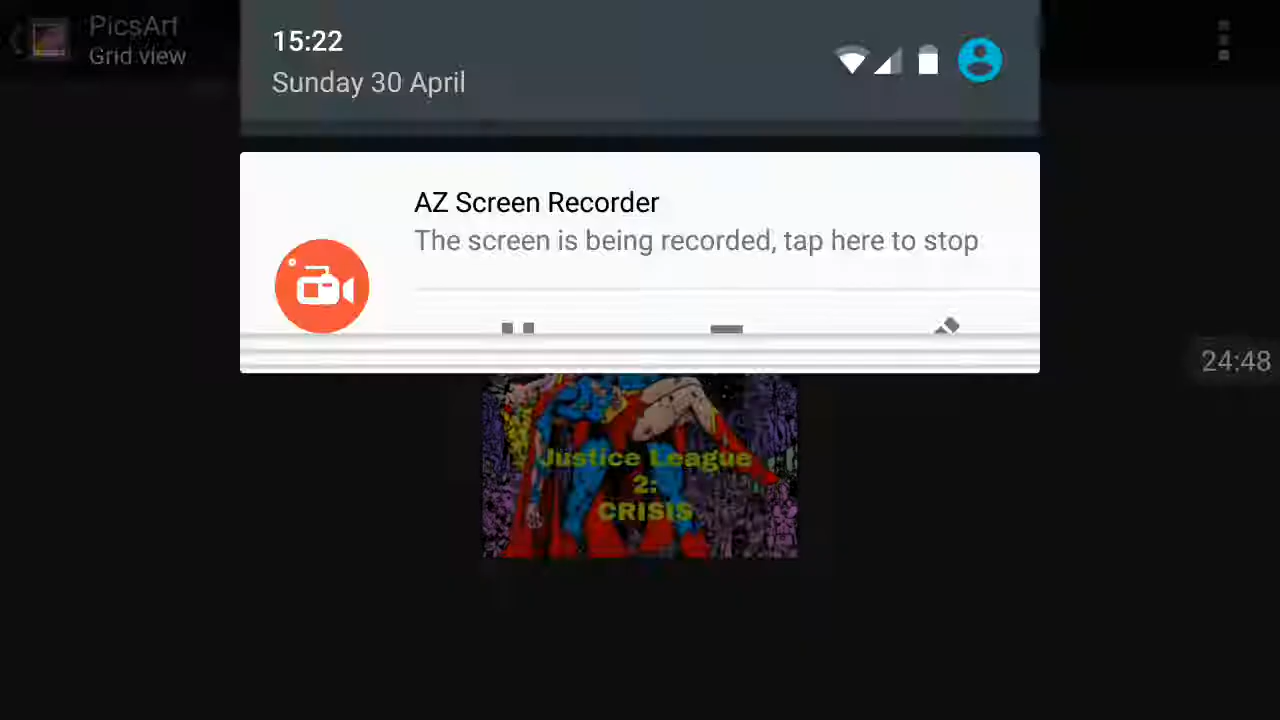 PicsArt
Grid view
15:22
Sunday 30 April
AZ Screen Recorder
The screen is being recorded, tap here to stop
24:48
Justice League
2:
CRISIS